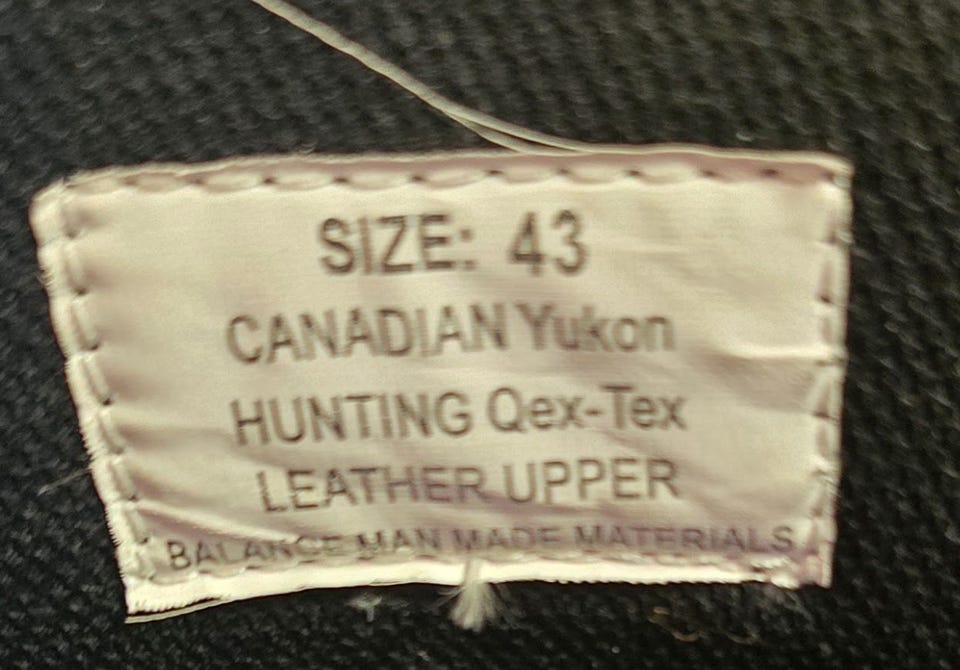 SIZE: 43
CANADIAN Yukon
HUNTING Qex-Tex
LEATHER UPPER
BALANCE MAN MADE MATERIALS